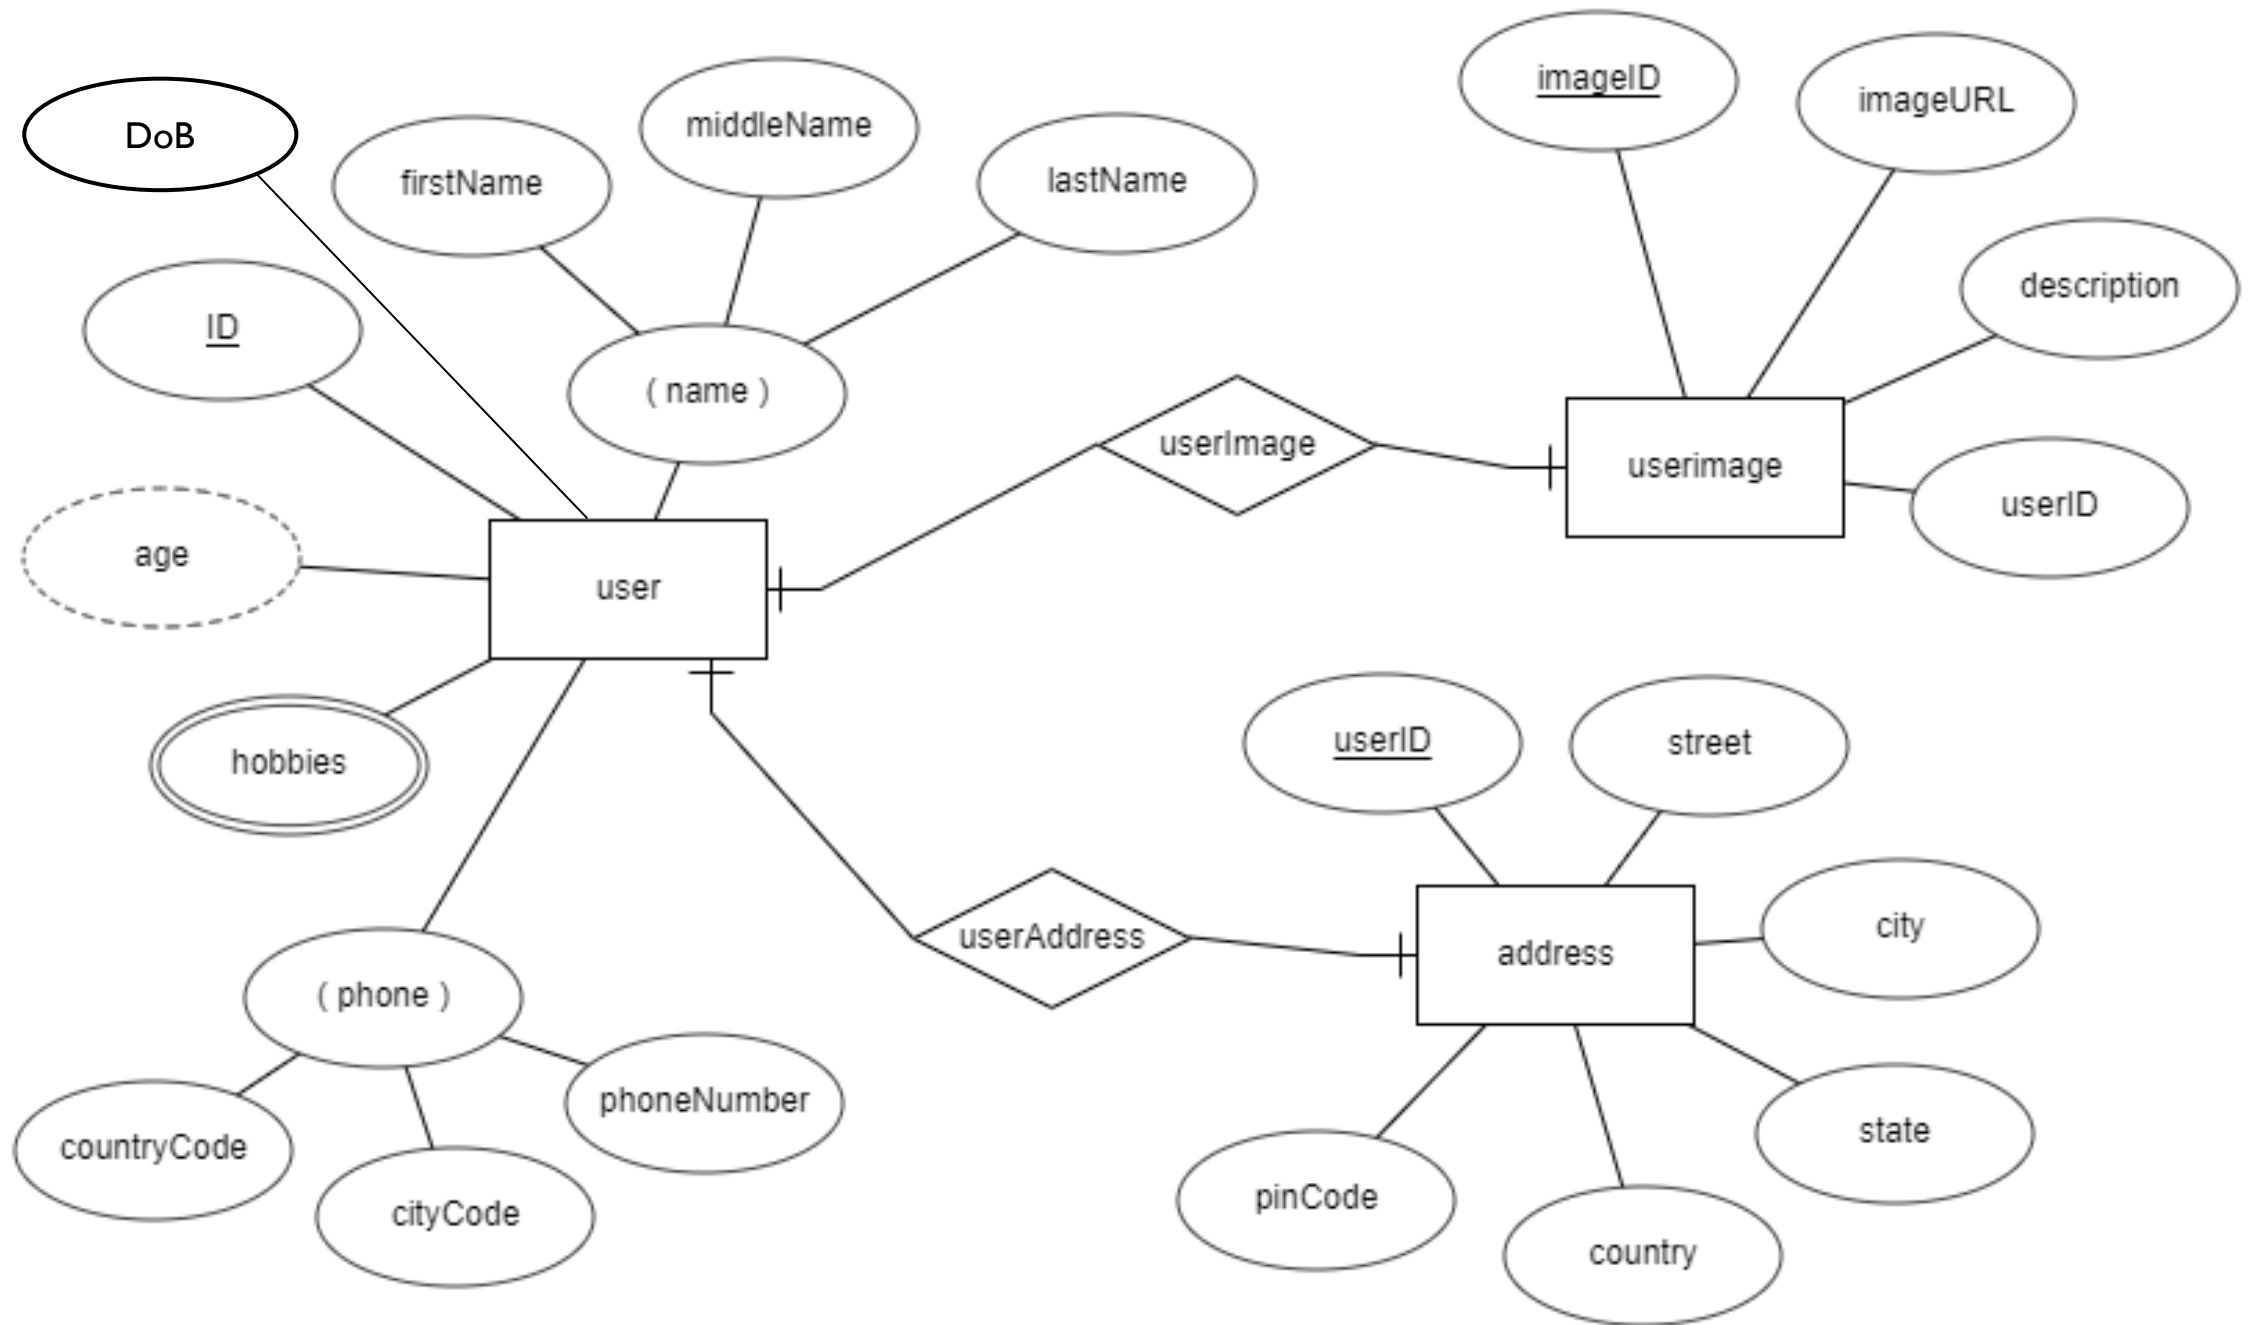 imageID
imageURL
middleName
DoB
firstName
lastName
description
ID
( name )
userImage
userimage
userID
age
user
userID
street
hobbies
city
userAddress
address
( phone )
phoneNumber
state
countryCode
pinCode
cityCode
country